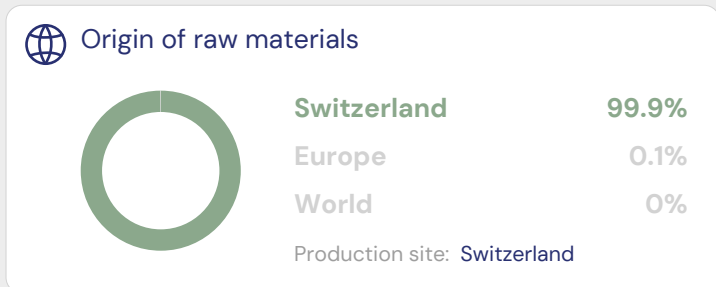 Origin of raw materials
Switzerland 99.9%
Europe 0.1%
World 0%
Production site: Switzerland